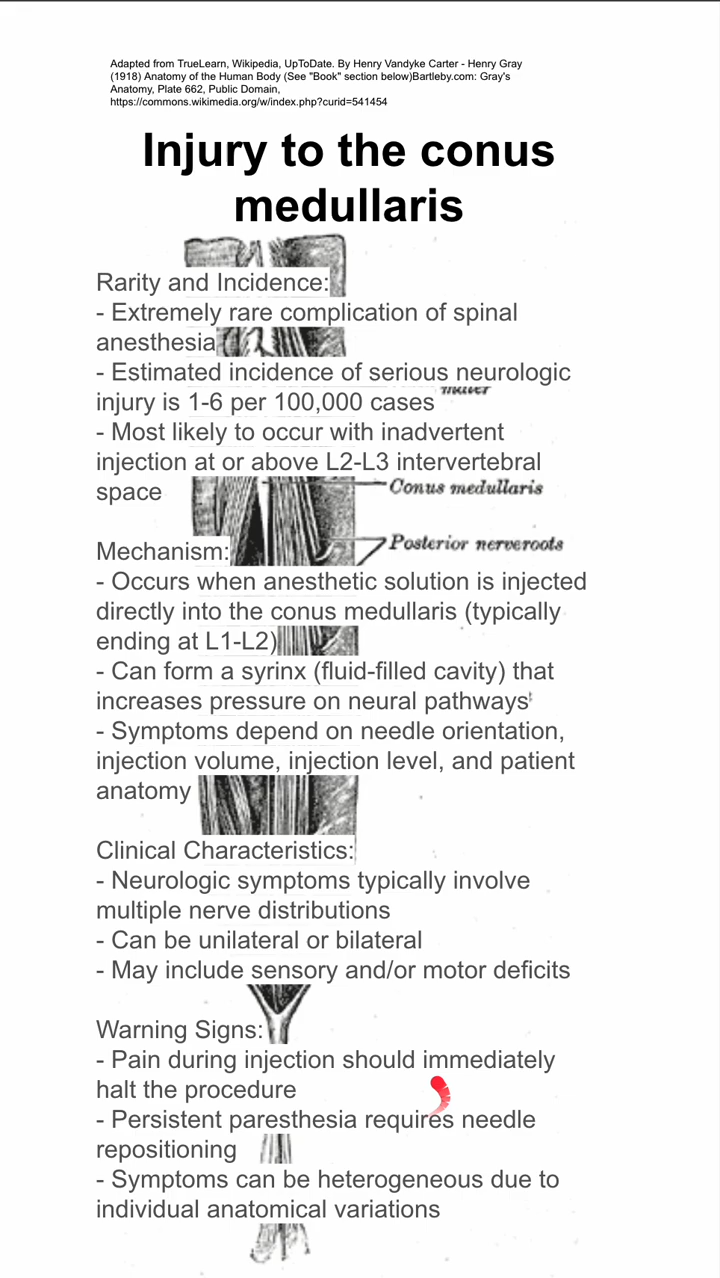 Adapted from TrueLearn, Wikipedia, UpToDate. By Henry Vandyke Carter - Henry Gray
(1918) Anatomy of the Human Body (See "Book" section below)Bartleby.com: Gray's
Anatomy, Plate 662, Public Domain,
https://commons.wikimedia.org/w/index.php?curid=541454
Injury to the conus
medullaris
Rarity and Incidence:
- Extremely rare complication of spinal
anesthesia
- Estimated incidence of serious neurologic
injury is 1-6 per 100,000 cases
- Most likely to occur with inadvertent
injection at or above L2-L3 intervertebral
space
Conus medullaris
Posterior nerveroots
Mechanism:
- Occurs when anesthetic solution is injected
directly into the conus medullaris (typically
ending at L1-L2)
- Can form a syrinx (fluid-filled cavity) that
increases pressure on neural pathways
- Symptoms depend on needle orientation,
injection volume, injection level, and patient
anatomy
Clinical Characteristics:
- Neurologic symptoms typically involve
multiple nerve distributions
- Can be unilateral or bilateral
- May include sensory and/or motor deficits
Warning Signs:
- Pain during injection should immediately
halt the procedure
- Persistent paresthesia requires needle
repositioning
- Symptoms can be heterogeneous due to
individual anatomical variations